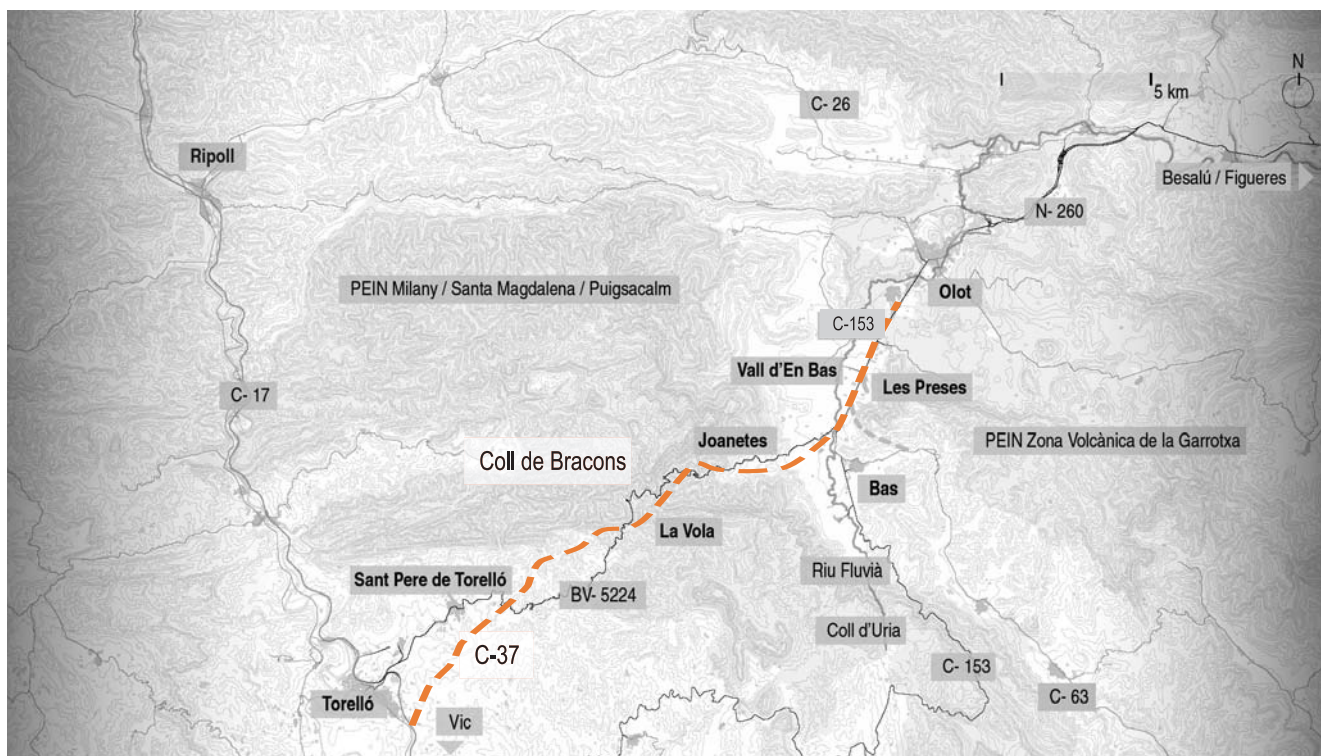 N
5 km
C- 26
Ripoll
Besalú / Figueres
N- 260
PEIN Milany / Santa Magdalena / Puigsacalm
Olot
C-153
Vall d'En Bas
Les Preses
C- 17
Joanetes
PEIN Zona Volcànica de la Garrotxa
Coll de Bracons
Bas
La Vola
Riu Fluvià
Sant Pere de Torelló
BV- 5224
Coll d'Uria
C-37
C- 153
C- 63
Torelló
Vic